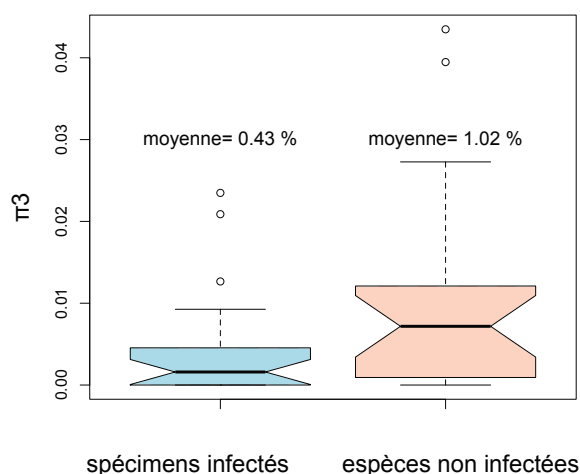 moyenne= 0.43 %
moyenne= 1.02 %
π3
0.04
0.03
0.02
0.01
0.00
spécimens infectés
espèces non infectées